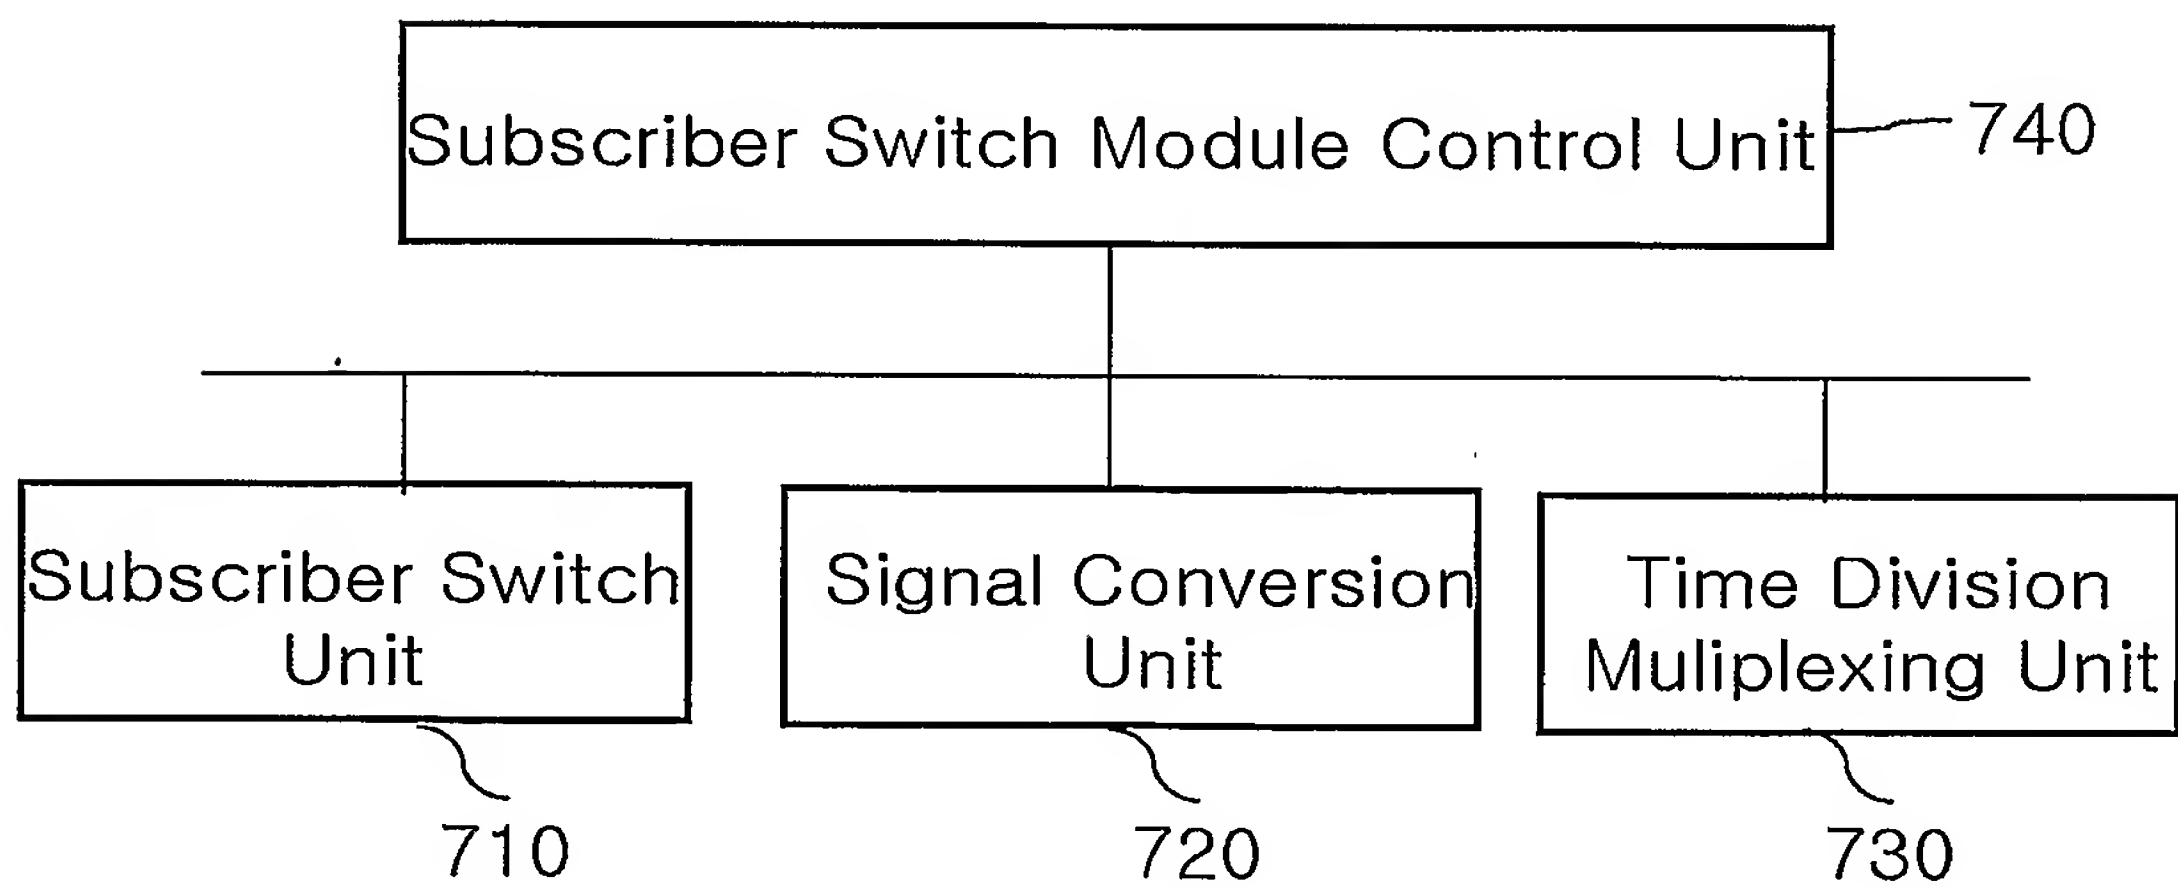 Subscriber Switch Module Control Unit
740
Subscriber Switch
Unit
Signal Conversion
Unit
Time Division
Muliplexing Unit
710
720
730